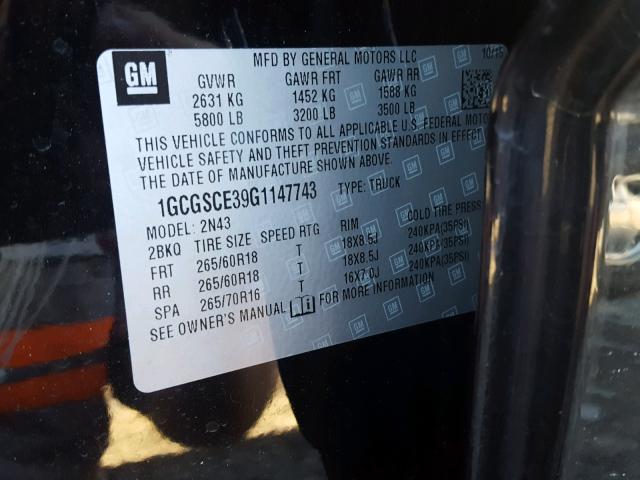 GM
MFD BY GENERAL MOTORS LLC 10/15
GVWR GAWR FRT GAWR RR
2631 KG 1452 KG 1588 KG
5800 LB 3200 LB 3500 LB
THIS VEHICLE CONFORMS TO ALL APPLICABLE U.S. FEDERAL MOTOR
VEHICLE SAFETY AND THEFT PREVENTION STANDARDS IN EFFECT
THE DATE OF MANUFACTURE SHOWN ABOVE.
1GCGSCE39G1147743 TYPE: TRUCK
MODEL: 2N43
2BKQ TIRE SIZE SPEED RTG RIM COLD TIRE PRES
FRT 265/60R18 T 18X8.5J 240KPA(35PSI)
RR 265/60R18 T 18X8.5J 240KPA(35PSI)
SPA 265/70R16 T 16X7.0J 240KPA(35PSI)
SEE OWNER'S MANUAL FOR MORE INFORMATION